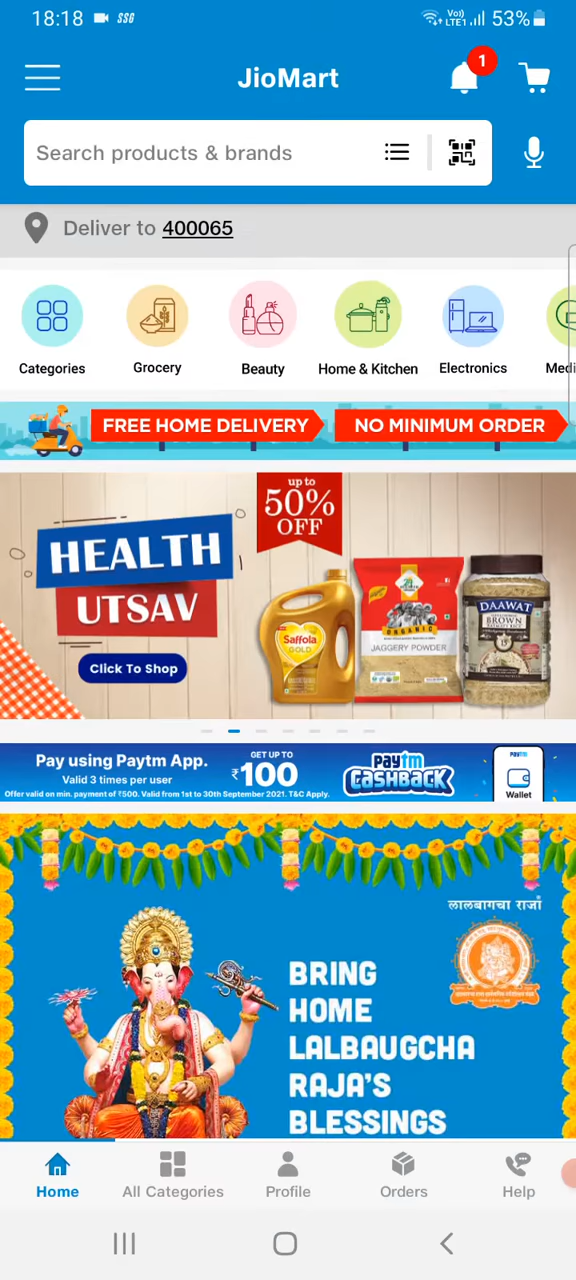 18:18 SSG Vo) LTE1 53%
JioMart
1
Search products & brands
Deliver to 400065
Categories
Grocery
Beauty
Home & Kitchen
Electronics
Medi
FREE HOME DELIVERY
NO MINIMUM ORDER
up to
50%
OFF
HEALTH
UTSAV
Click To Shop
Saffola
GOLD
ORGANIC
JAGGERY POWDER
DAAWAT
BROWN
Pay using Paytm App.
Valid 3 times per user
Offer valid on min. payment of ₹500. Valid from 1st to 30th September 2021. T&C Apply.
GET UP TO
₹100
paytm
CASHBACK
paytm
Wallet
लालबागचा राजा
BRING
HOME
LALBAUGCHA
RAJA'S
BLESSINGS
Home
All Categories
Profile
Orders
Help